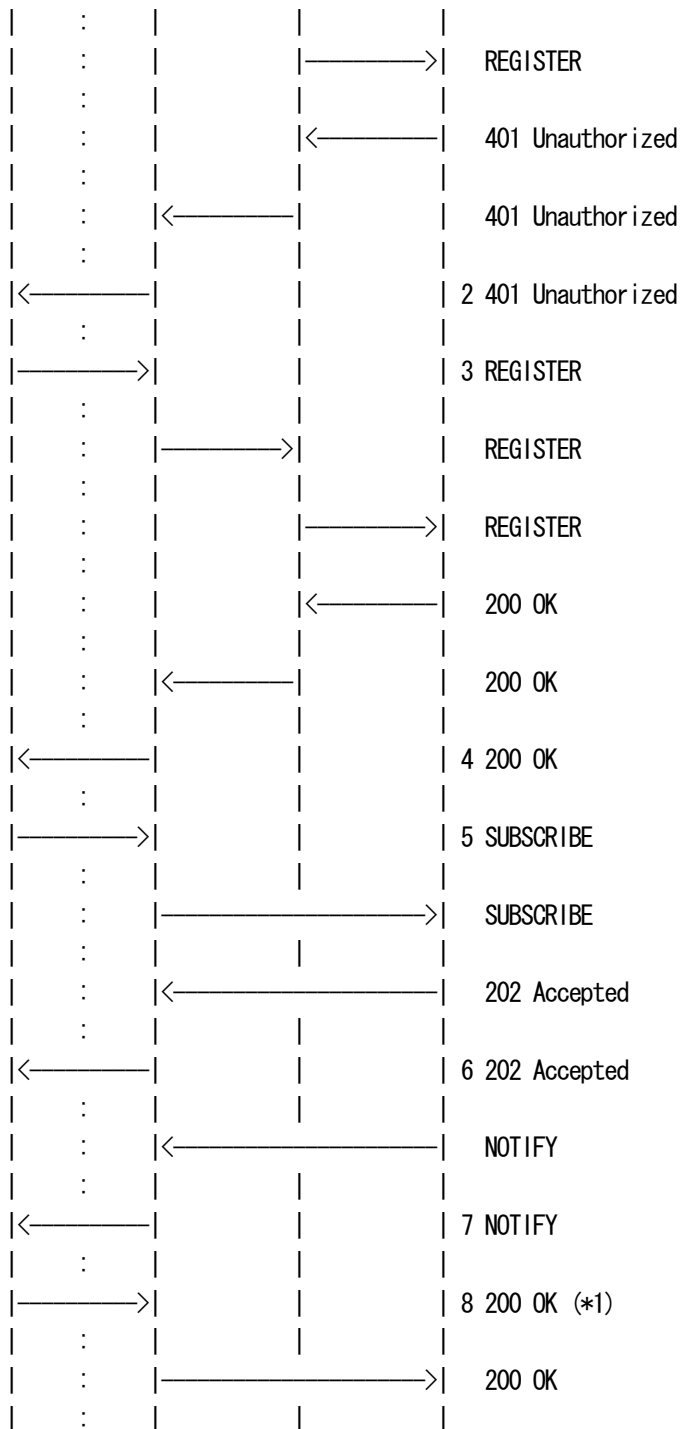 REGISTER
401 Unauthorized
401 Unauthorized
2 401 Unauthorized
3 REGISTER
REGISTER
REGISTER
200 OK
200 OK
4 200 OK
5 SUBSCRIBE
SUBSCRIBE
202 Accepted
6 202 Accepted
NOTIFY
7 NOTIFY
8 200 OK (*1)
200 OK